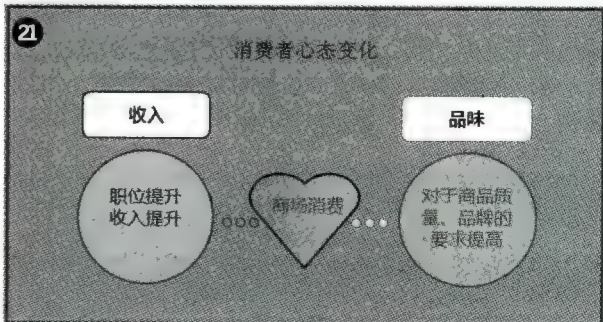 21
消费者心态变化
收入
品味
职位提升
收入提升
商场消费
对于商品质
量、品牌的
要求提高